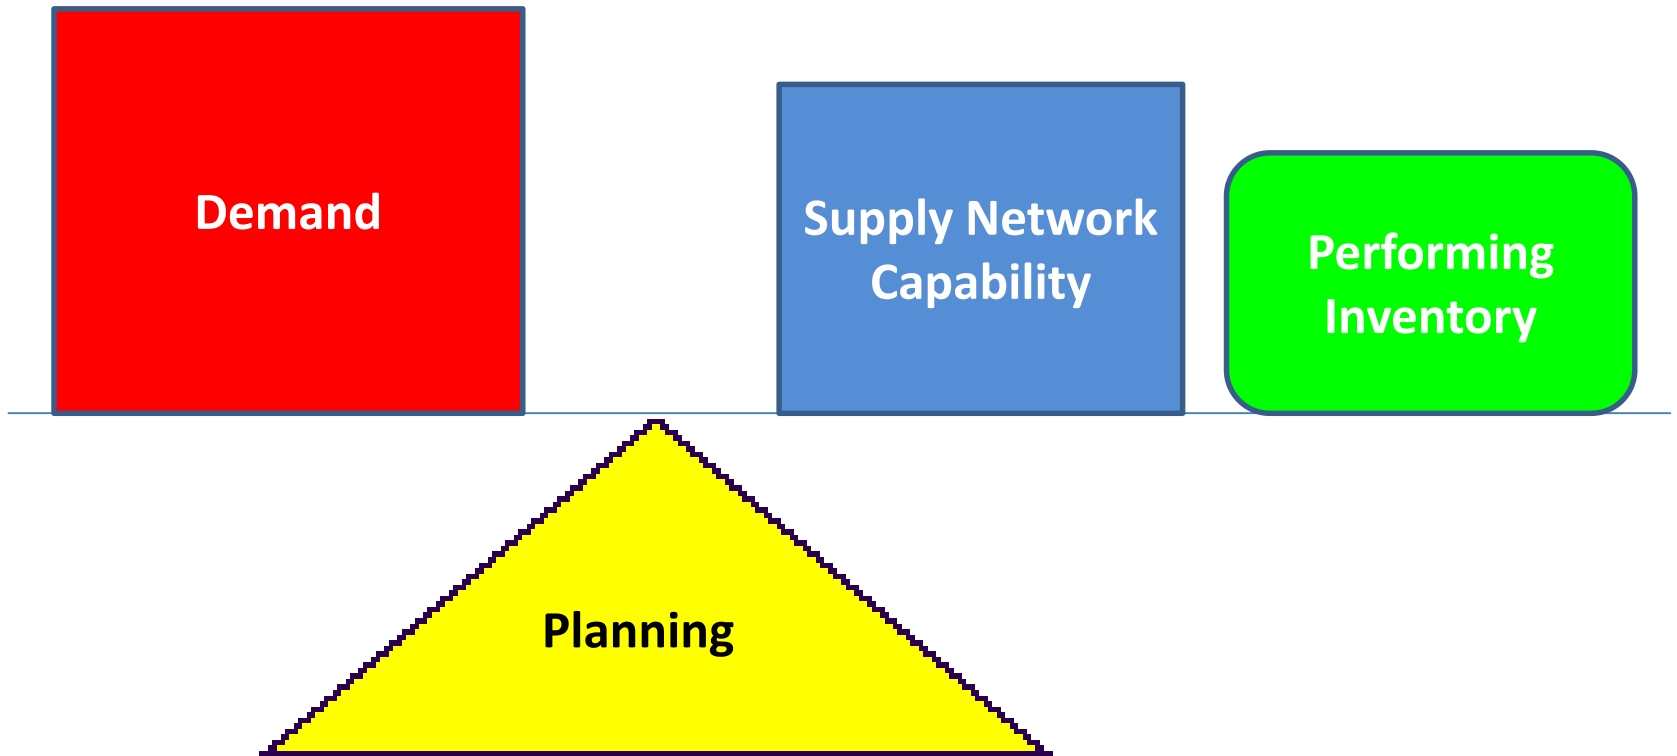 Demand
Supply Network
Capability
Performing
Inventory
Planning